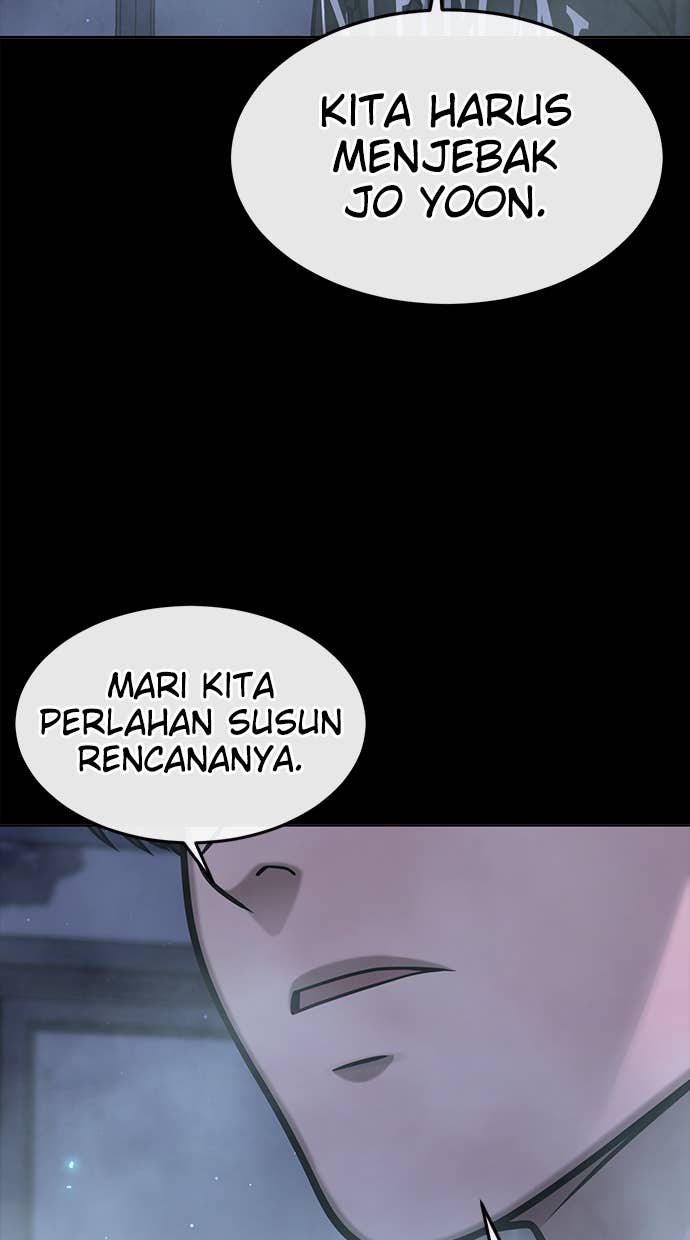 KITA HARUS
MENJEBAK
JO YOON.
MARI KITA
PERLAHAN SUSUN
RENCANANYA.